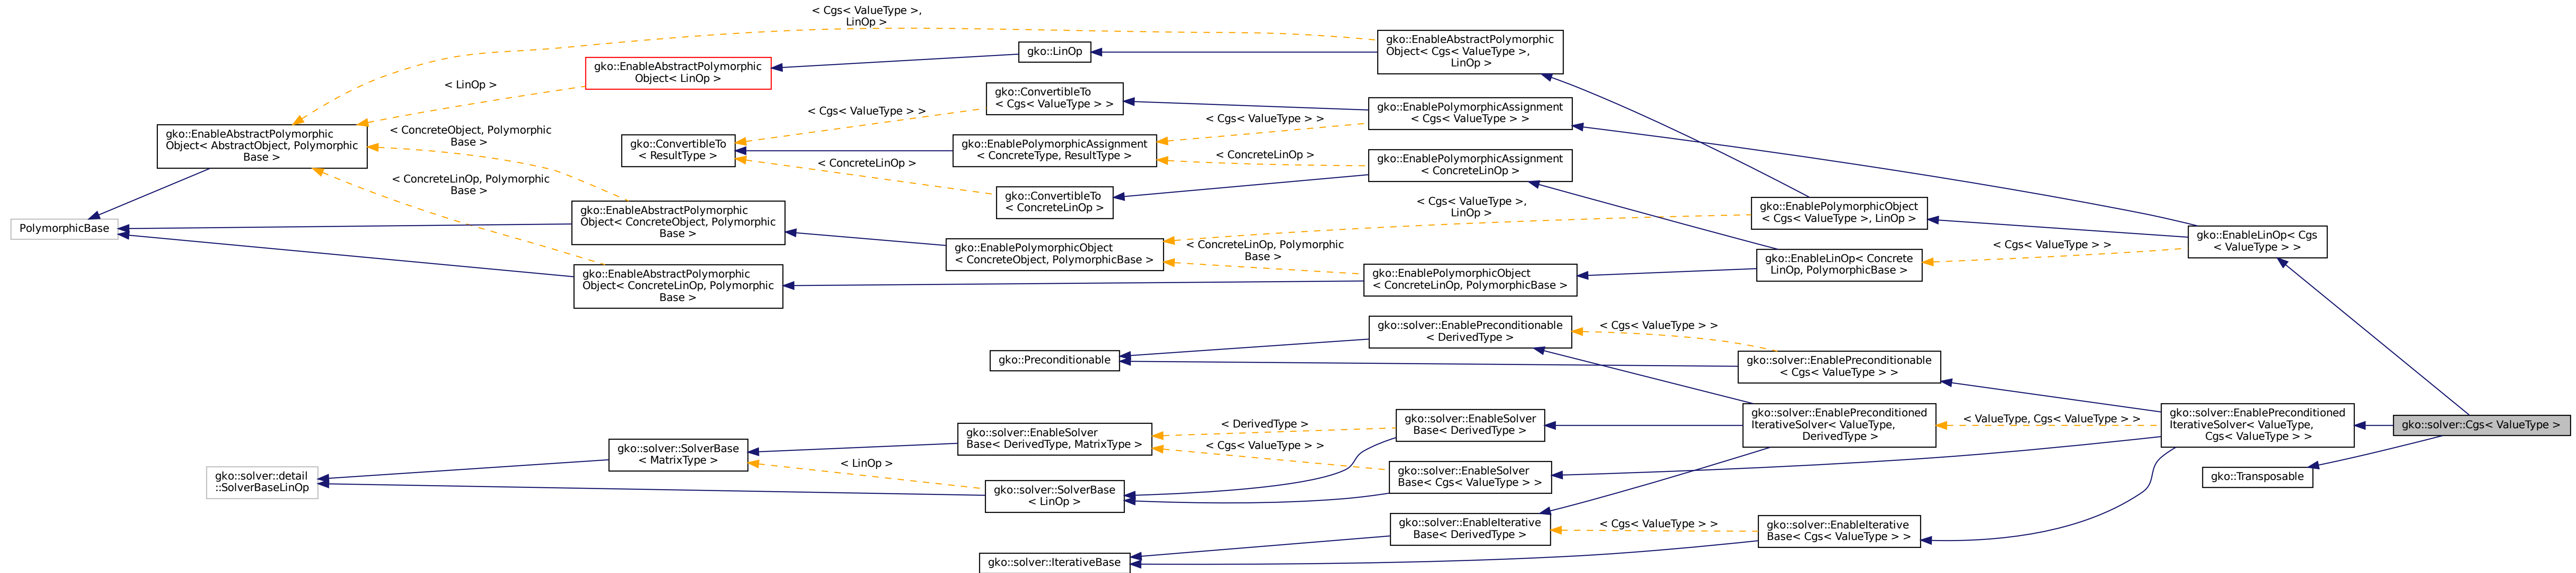 < Cgs< ValueType >,
LinOp >
gko::EnableAbstractPolymorphic
Object< Cgs< ValueType >,
LinOp >
gko::LinOp
gko::EnableAbstractPolymorphic
Object< LinOp >
< LinOp >
gko::ConvertibleTo
< Cgs< ValueType > >
gko::EnablePolymorphicAssignment
< Cgs< ValueType > >
< Cgs< ValueType > >
< Cgs< ValueType > >
gko::EnableAbstractPolymorphic
Object< AbstractObject, Polymorphic
Base >
< ConcreteObject, Polymorphic
Base >
gko::ConvertibleTo
< ResultType >
gko::EnablePolymorphicAssignment
< ConcreteType, ResultType >
< ConcreteLinOp >
gko::EnablePolymorphicAssignment
< ConcreteLinOp >
< ConcreteLinOp >
< ConcreteLinOp, Polymorphic
Base >
gko::ConvertibleTo
< ConcreteLinOp >
< Cgs< ValueType >,
LinOp >
gko::EnablePolymorphicObject
< Cgs< ValueType >, LinOp >
PolymorphicBase
gko::EnableAbstractPolymorphic
Object< ConcreteObject, Polymorphic
Base >
gko::EnablePolymorphicObject
< ConcreteObject, PolymorphicBase >
< ConcreteLinOp, Polymorphic
Base >
gko::EnableLinOp< Cgs
< ValueType > >
< Cgs< ValueType > >
gko::EnableLinOp< Concrete
LinOp, PolymorphicBase >
gko::EnableAbstractPolymorphic
Object< ConcreteLinOp, Polymorphic
Base >
gko::EnablePolymorphicObject
< ConcreteLinOp, PolymorphicBase >
gko::solver::EnablePreconditionable
< DerivedType >
< Cgs< ValueType > >
gko::Preconditionable
gko::solver::EnablePreconditionable
< Cgs< ValueType > >
gko::solver::EnableSolver
Base< DerivedType >
gko::solver::EnablePreconditioned
IterativeSolver< ValueType,
DerivedType >
< ValueType, Cgs< ValueType > >
gko::solver::EnablePreconditioned
IterativeSolver< ValueType,
Cgs< ValueType > >
gko::solver::Cgs< ValueType >
< DerivedType >
gko::solver::EnableSolver
Base< DerivedType, MatrixType >
< Cgs< ValueType > >
gko::solver::SolverBase
< MatrixType >
< LinOp >
gko::solver::detail
::SolverBaseLinOp
gko::solver::EnableSolver
Base< Cgs< ValueType > >
gko::Transposable
gko::solver::SolverBase
< LinOp >
gko::solver::EnableIterative
Base< DerivedType >
< Cgs< ValueType > >
gko::solver::EnableIterative
Base< Cgs< ValueType > >
gko::solver::IterativeBase